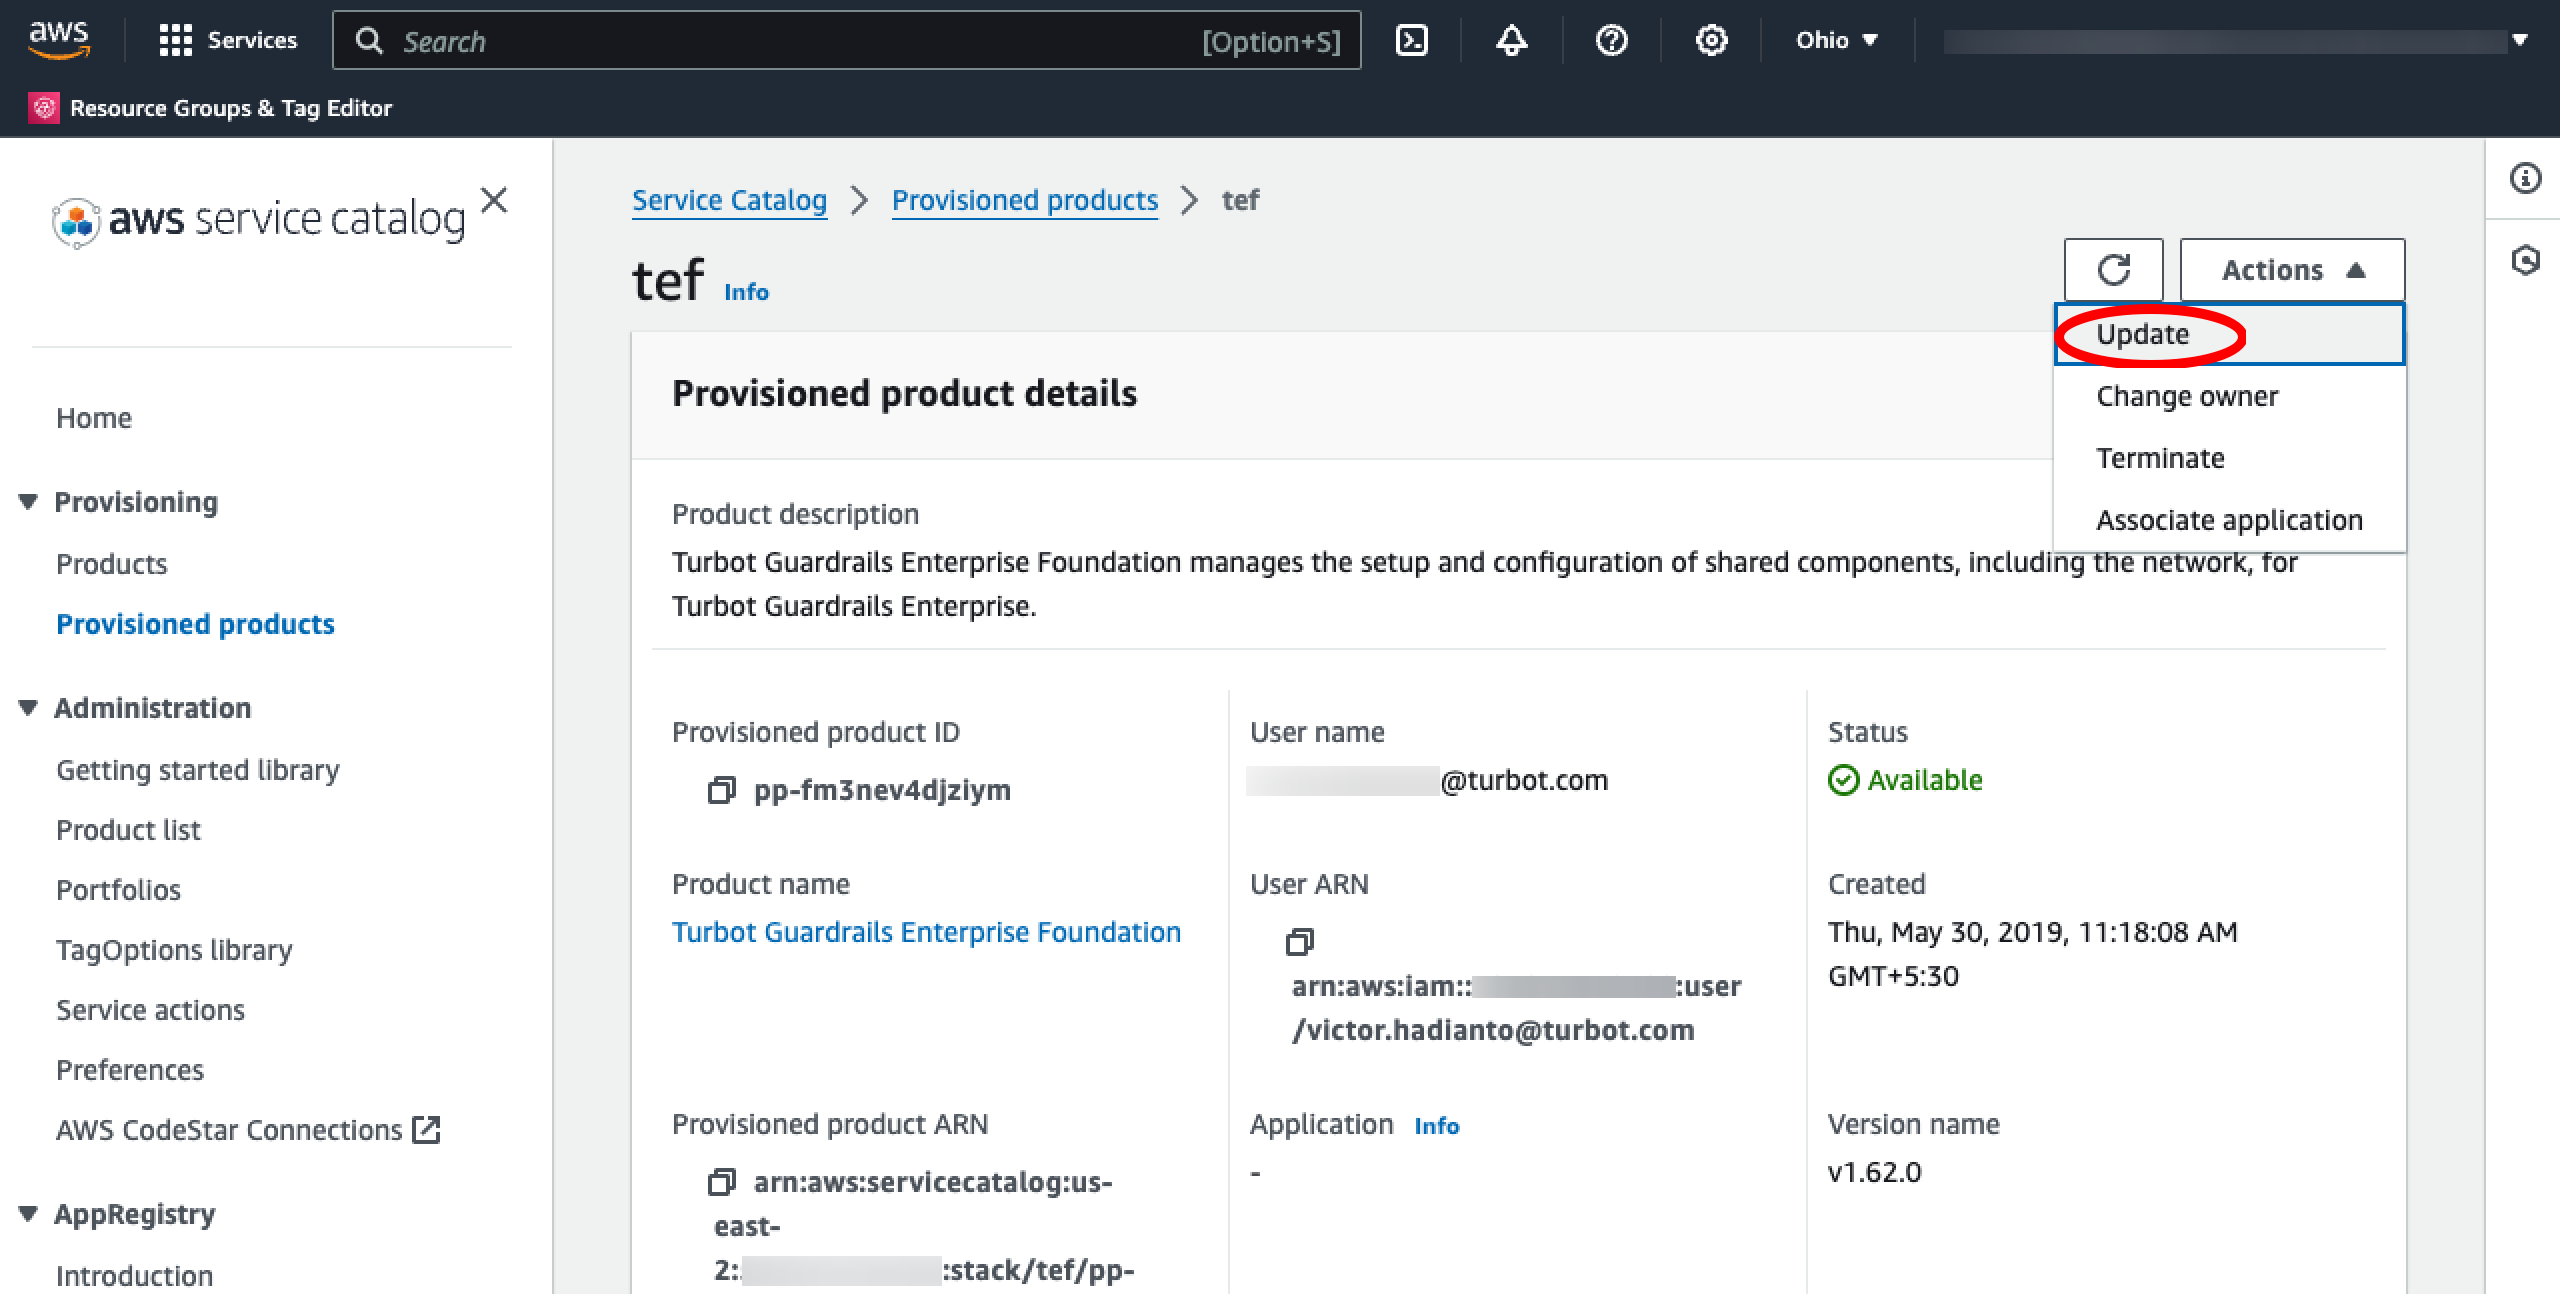 aws
Services
Search
[Option+S]
Ohio
Resource Groups & Tag Editor
aws service catalog
Home
Provisioning
Products
Provisioned products
Administration
Getting started library
Product list
Portfolios
TagOptions library
Service actions
Preferences
AWS CodeStar Connections
AppRegistry
Introduction
Service Catalog > Provisioned products > tef
tef Info
Actions
Update
Change owner
Terminate
Associate application
Provisioned product details
Product description
Turbot Guardrails Enterprise Foundation manages the setup and configuration of shared components, including the network, for
Turbot Guardrails Enterprise.
Provisioned product ID
pp-fm3nev4djziym
Product name
Turbot Guardrails Enterprise Foundation
Provisioned product ARN
arn:aws:servicecatalog:us-
east-
2: :stack/tef/pp-
User name
@turbot.com
User ARN
arn:aws:iam:: :user
/victor.hadianto@turbot.com
Application Info
-
Status
Available
Created
Thu, May 30, 2019, 11:18:08 AM
GMT+5:30
Version name
v1.62.0